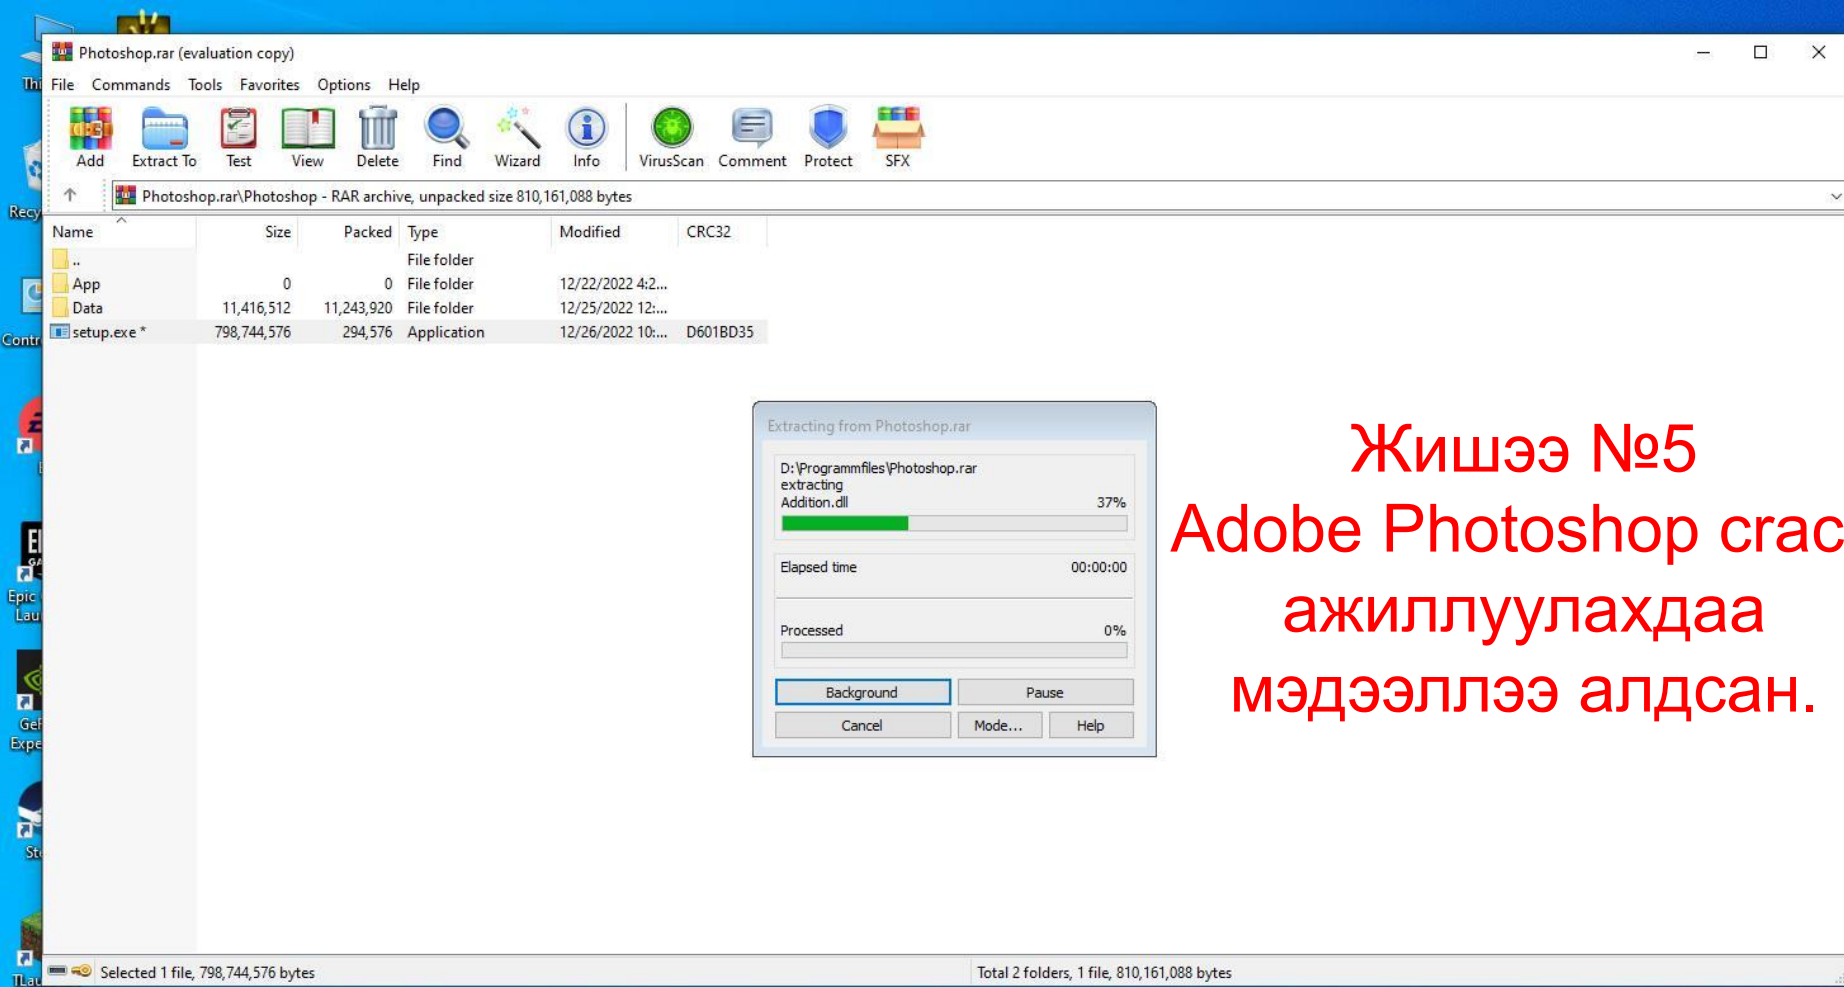 Photoshop.rar (evaluation copy)
File Commands Tools Favorites Options Help
Add Extract To Test View Delete Find Wizard Info VirusScan Comment Protect SFX
Photoshop.rar\Photoshop - RAR archive, unpacked size 810,161,088 bytes
Name Size Packed Type Modified CRC32
.. File folder
App 0 0 File folder 12/22/2022 4:2...
Data 11,416,512 11,243,920 File folder 12/25/2022 12:...
setup.exe * 798,744,576 294,576 Application 12/26/2022 10:... D601BD35
Extracting from Photoshop.rar
D:\Programmfiles\Photoshop.rar
extracting
Addition.dll 37%
Elapsed time 00:00:00
Processed 0%
Background Pause
Cancel Mode... Help
Жишээ №5
Adobe Photoshop crac
ажиллуулахдаа
мэдээллээ алдсан.
Epic
Selected 1 file, 798,744,576 bytes Total 2 folders, 1 file, 810,161,088 bytes